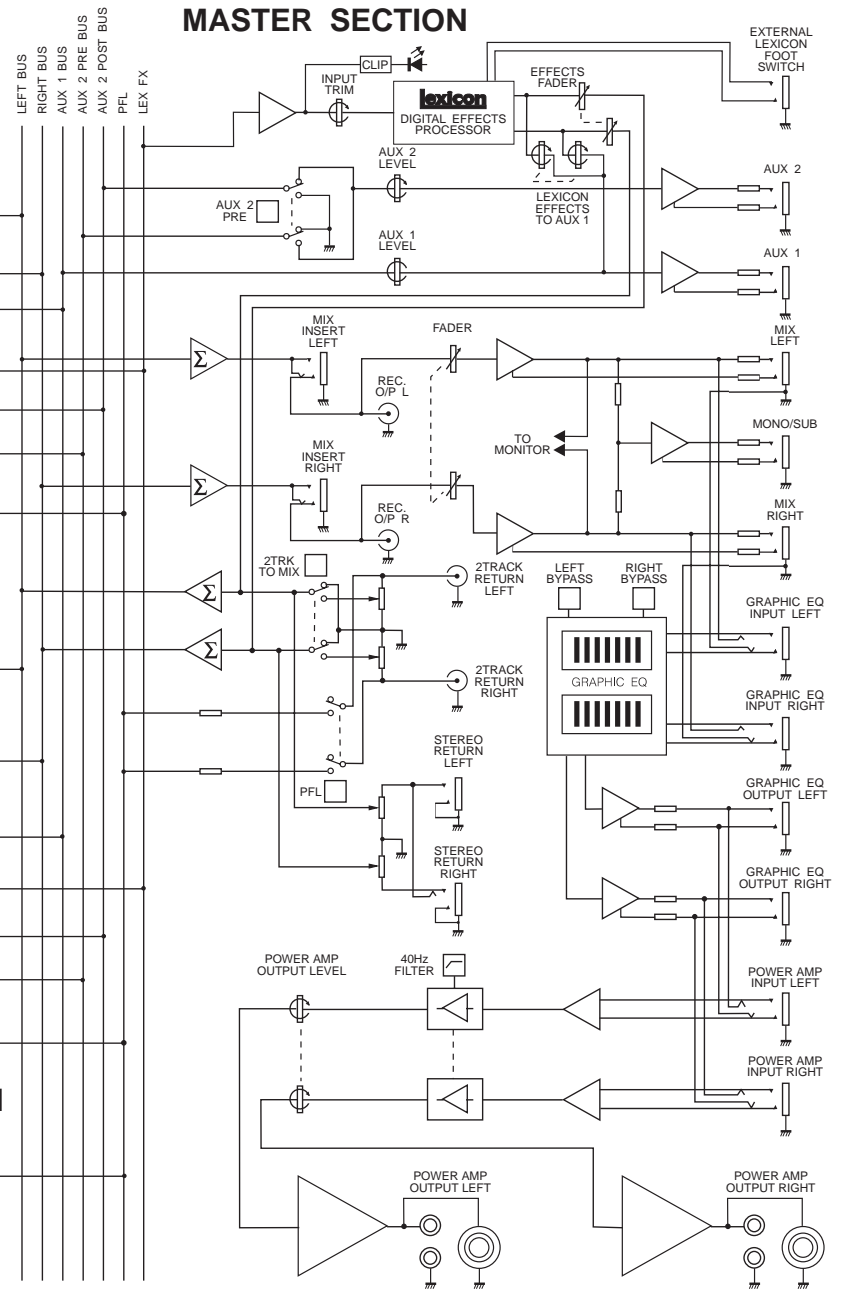 MASTER SECTION
LEFT BUS
RIGHT BUS
AUX 1 BUS
AUX 2 PRE BUS
AUX 2 POST BUS
PFL
LEX FX
CLIP
INPUT
TRIM
lexicon
DIGITAL EFFECTS
PROCESSOR
EFFECTS
FADER
EXTERNAL
LEXICON
FOOT
SWITCH
AUX 2
LEVEL
AUX 2
PRE
LEXICON
EFFECTS
TO AUX 1
AUX 2
AUX 1
LEVEL
AUX 1
MIX
INSERT
LEFT
FADER
MIX
LEFT
REC.
O/P L
Σ
TO
MONITOR
MONO/SUB
MIX
INSERT
RIGHT
Σ
MIX
RIGHT
REC.
O/P R
2TRK
TO MIX
2TRACK
RETURN
LEFT
LEFT
BYPASS
RIGHT
BYPASS
Σ
Σ
GRAPHIC EQ
INPUT LEFT
GRAPHIC EQ
2TRACK
RETURN
RIGHT
GRAPHIC EQ
INPUT RIGHT
STEREO
RETURN
LEFT
PFL
GRAPHIC EQ
OUTPUT LEFT
STEREO
RETURN
RIGHT
GRAPHIC EQ
OUTPUT RIGHT
POWER AMP
OUTPUT LEVEL
40Hz
FILTER
POWER AMP
INPUT LEFT
POWER AMP
INPUT RIGHT
POWER AMP
OUTPUT LEFT
POWER AMP
OUTPUT RIGHT